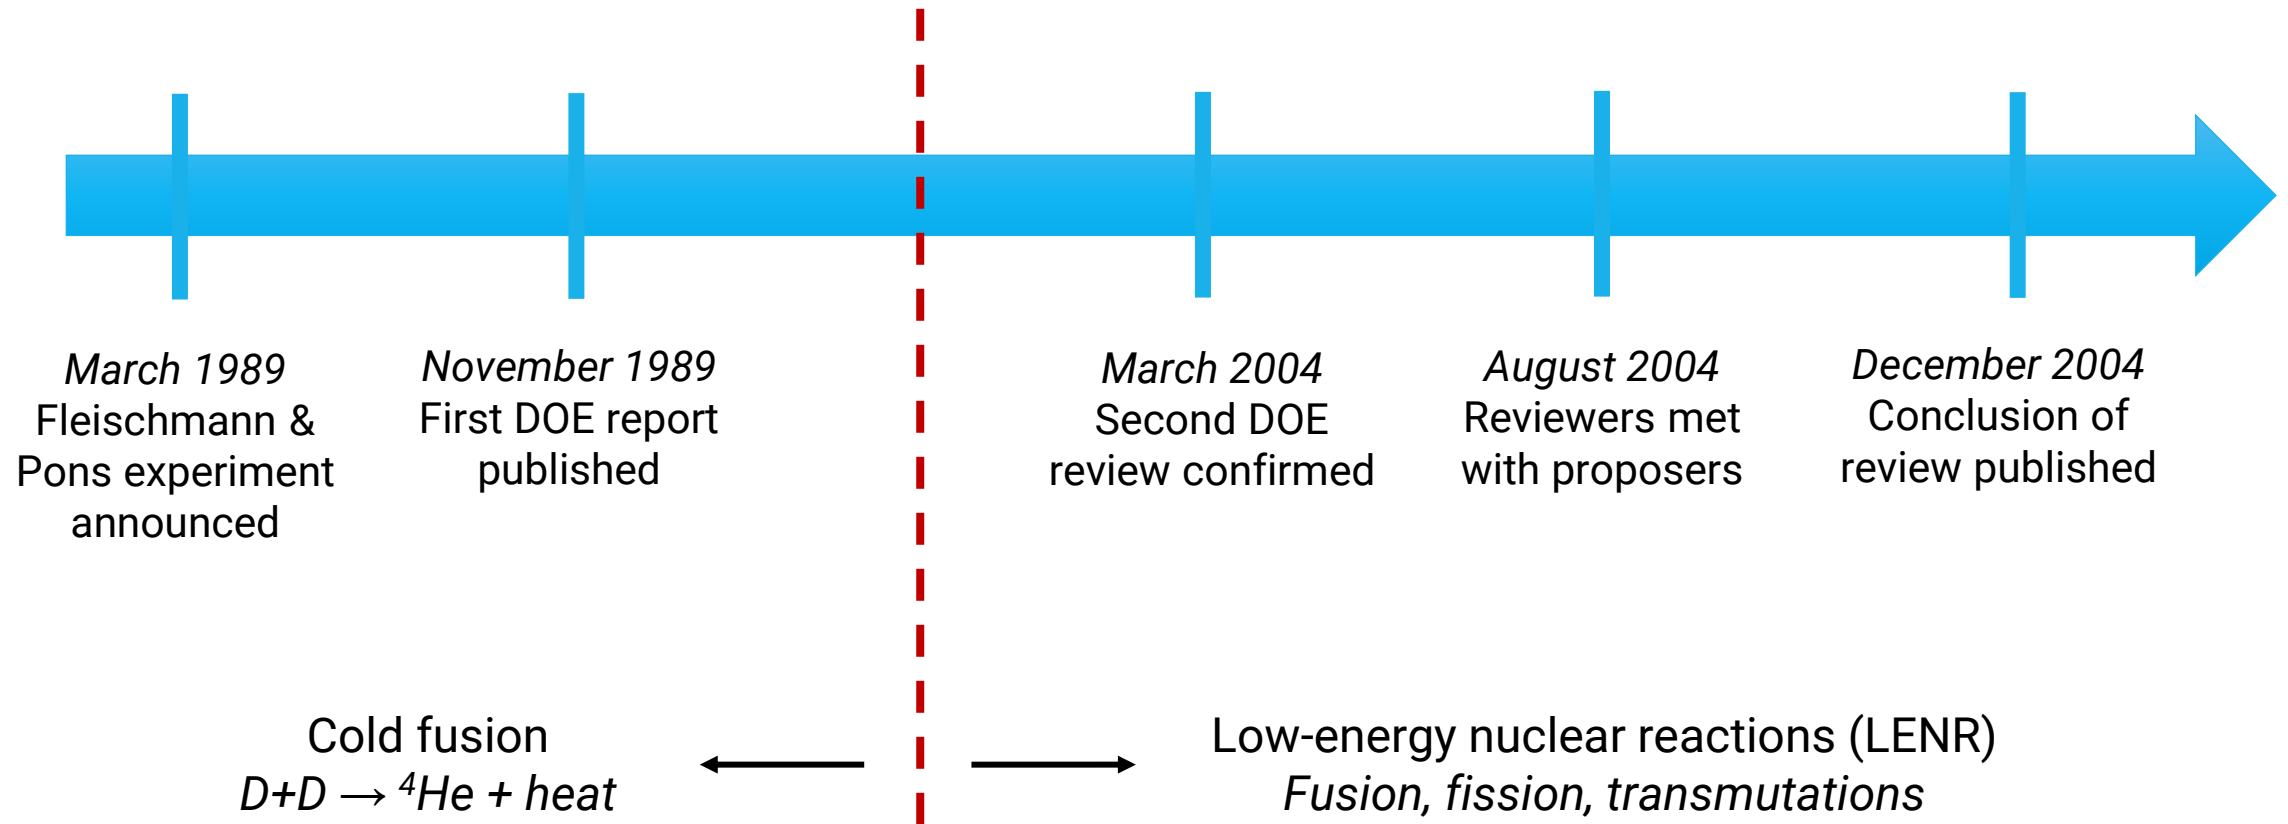 March 1989
Fleischmann &
Pons experiment
announced
November 1989
First DOE report
published
March 2004
Second DOE
review confirmed
August 2004
Reviewers met
with proposers
December 2004
Conclusion of
review published
Cold fusion
D+D → ⁴He + heat
Low-energy nuclear reactions (LENR)
Fusion, fission, transmutations